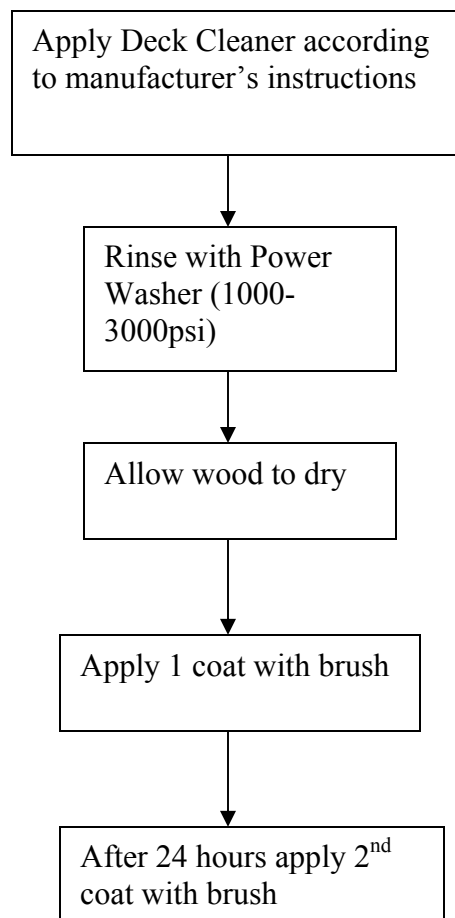 Apply Deck Cleaner according
to manufacturer’s instructions
Rinse with Power
Washer (1000-
3000psi)
Allow wood to dry
Apply 1 coat with brush
After 24 hours apply 2nd
coat with brush